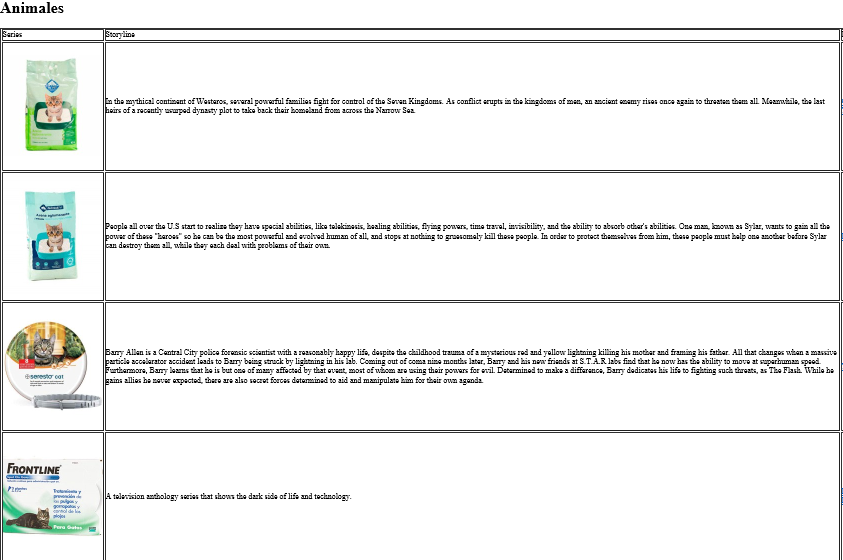 Animales
Series
Storyline
In the mythical continent of Westeros, several powerful families fight for control of the Seven Kingdoms. As conflict erupts in the kingdoms of men, an ancient enemy rises once again to threaten them all. Meanwhile, the last
heirs of a recently usurped dynasty plot to take back their homeland from across the Narrow Sea.
People all over the U.S start to realize they have special abilities, like telekinesis, healing abilities, flying powers, time travel, invisibility, and the ability to absorb other's abilities. One man, known as Sylar, wants to gain all the
power of these "heroes" so he can be the most powerful and evolved human of all, and stops at nothing to gruesomely kill these people. In order to protect themselves from him, these people must help one another before Sylar
can destroy them all, while they each deal with problems of their own.
seresto cat
Barry Allen is a Central City police forensic scientist with a reasonably happy life, despite the childhood trauma of a mysterious red and yellow lightning killing his mother and framing his father. All that changes when a massive
particle accelerator accident leads to Barry being struck by lightning in his lab. Coming out of coma nine months later, Barry and his new friends at S.T.A.R labs find that he now has the ability to move at superhuman speed.
Furthermore, Barry learns that he is but one of many affected by that event, most of whom are using their powers for evil. Determined to make a difference, Barry dedicates his life to fighting such threats, as The Flash. While he
gains allies he never expected, there are also secret forces determined to aid and manipulate him for their own agenda.
FRONTLINE
Tratamiento y
prevención de
las pulgas y
garrapatas y
control de los
piojos
Para Gatos
A television anthology series that shows the dark side of life and technology.